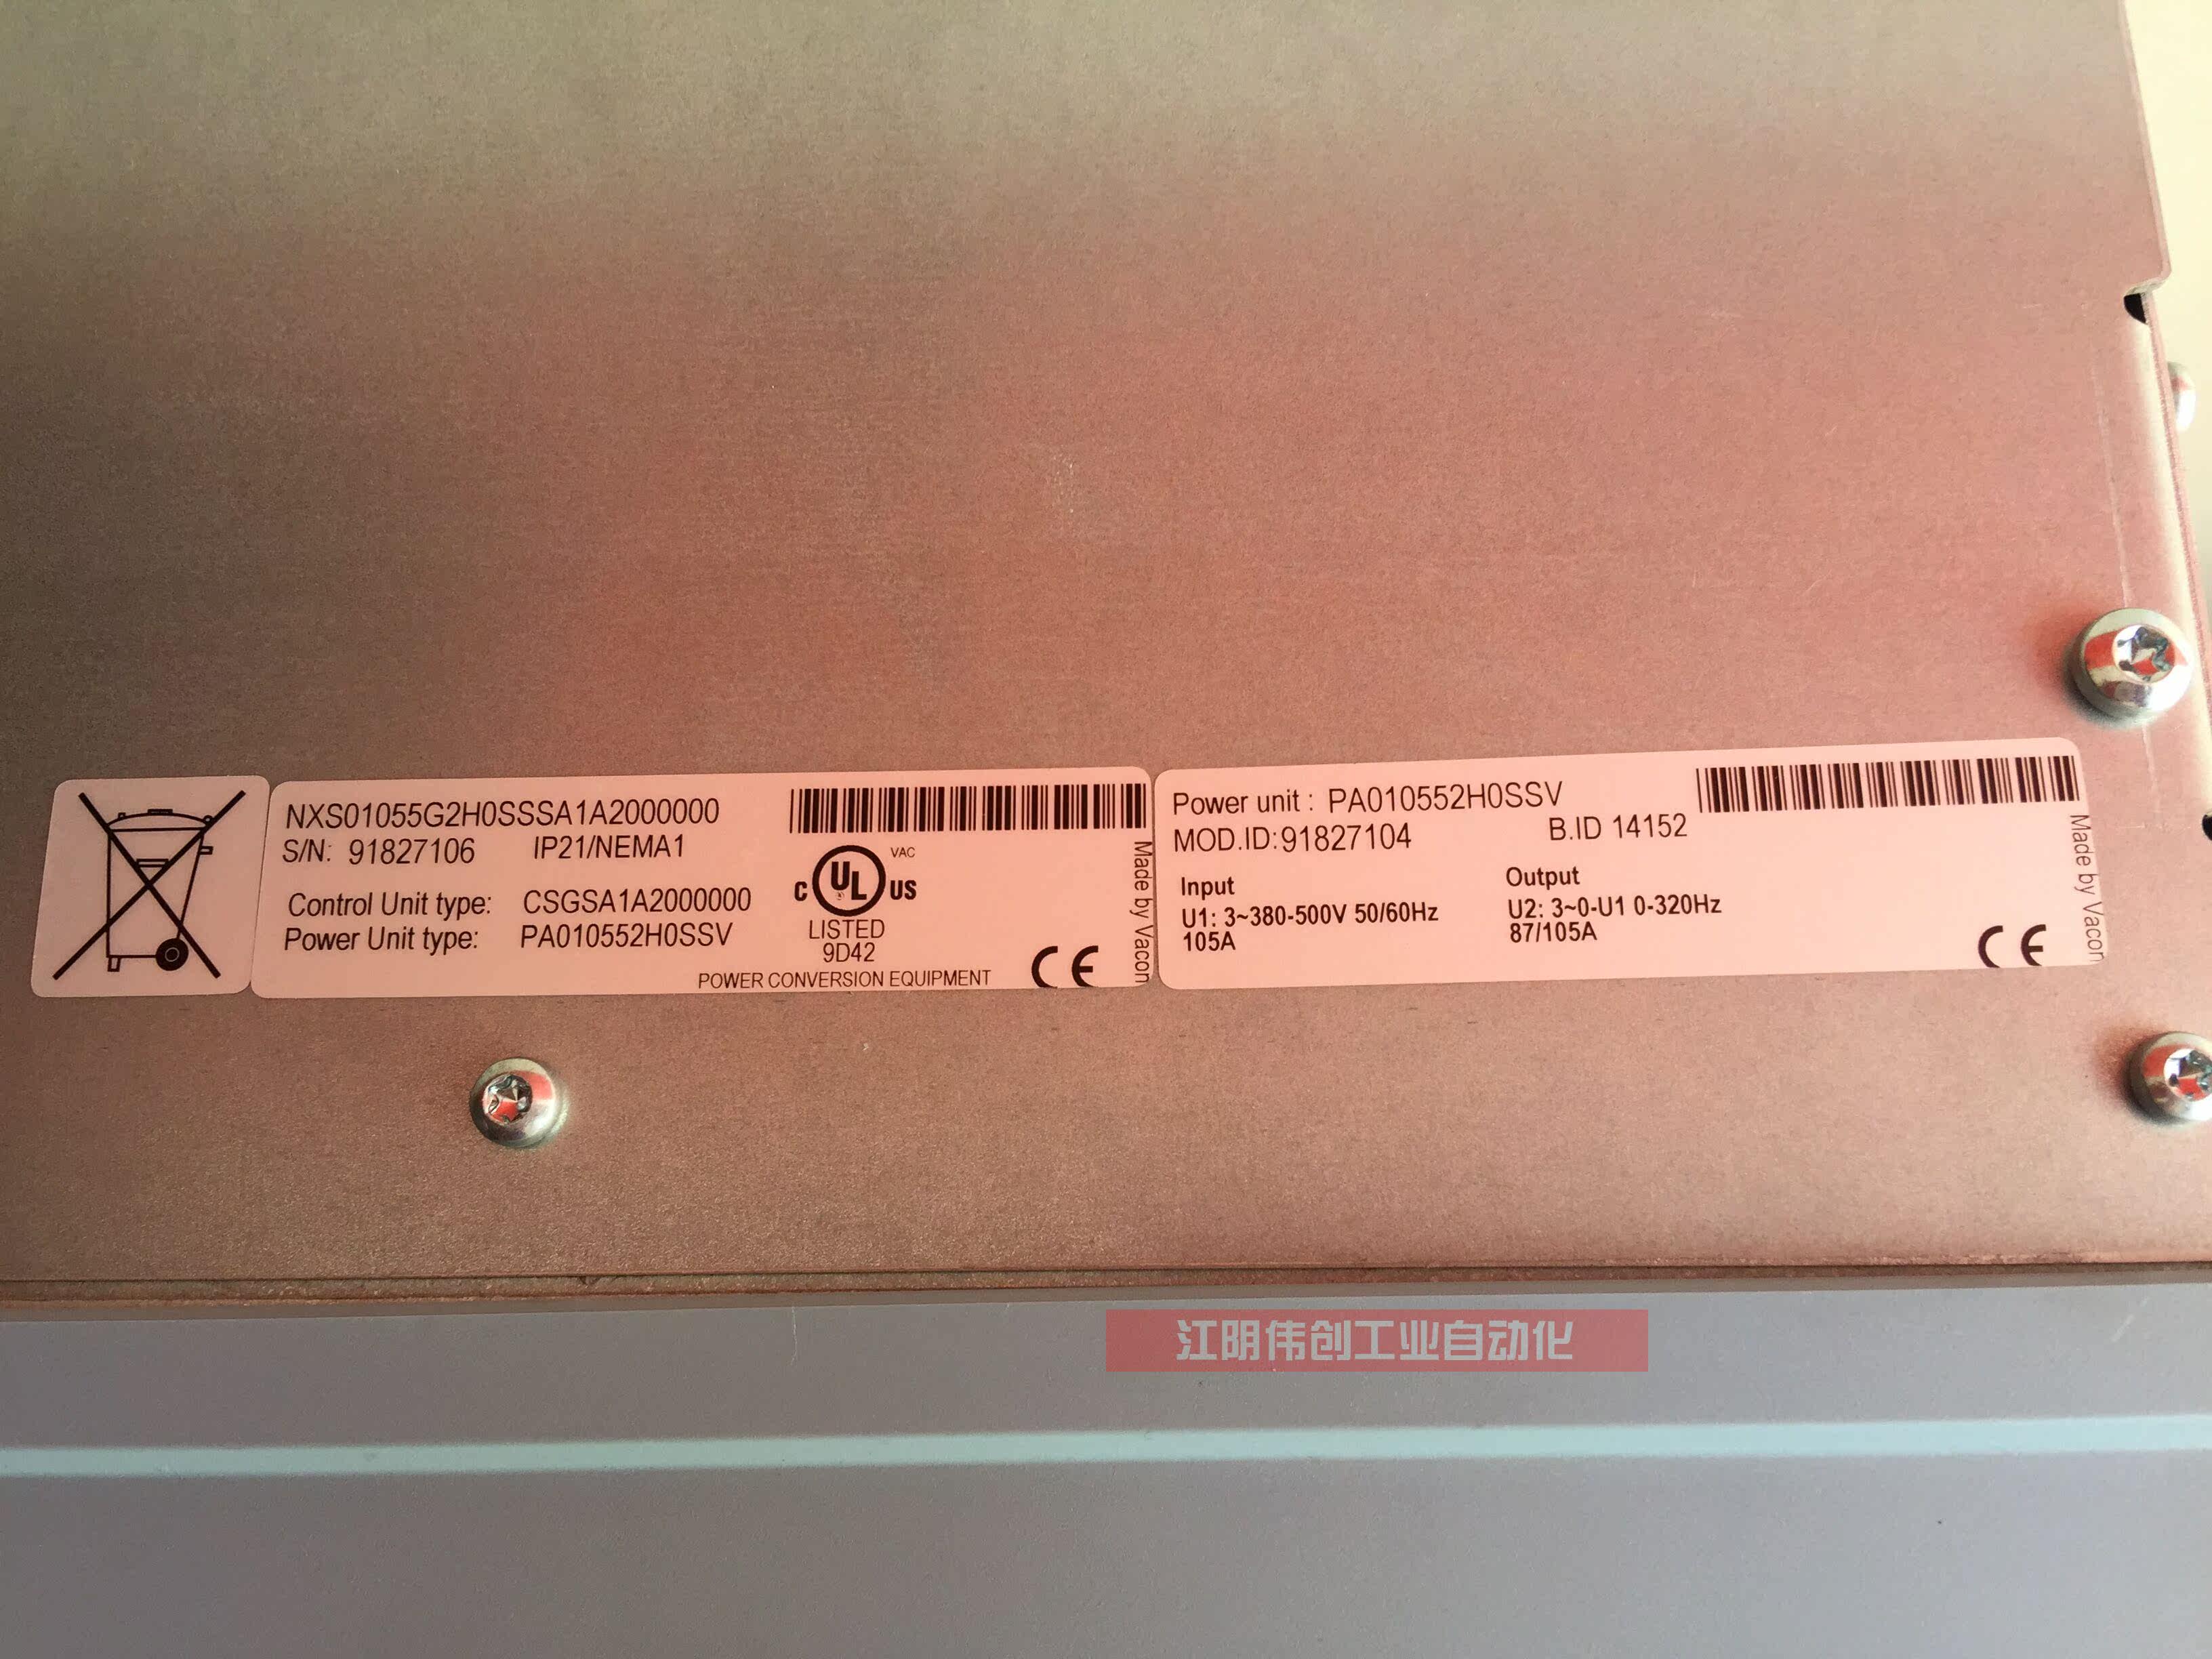 NXS01055G2H0SSSA1A2000000
S/N: 91827106 IP21/NEMA1
Control Unit type: CSGSA1A2000000
Power Unit type: PA010552H0SSV
VAC
C UL US
LISTED
9D42
POWER CONVERSION EQUIPMENT
CE
Made by Vacon
Power unit : PA010552H0SSV
MOD.ID:91827104 B.ID 14152
Input
U1: 3~380-500V 50/60Hz
105A
Output
U2: 3~0-U1 0-320Hz
87/105A
CE
Made by Vacon
江阴伟创工业自动化